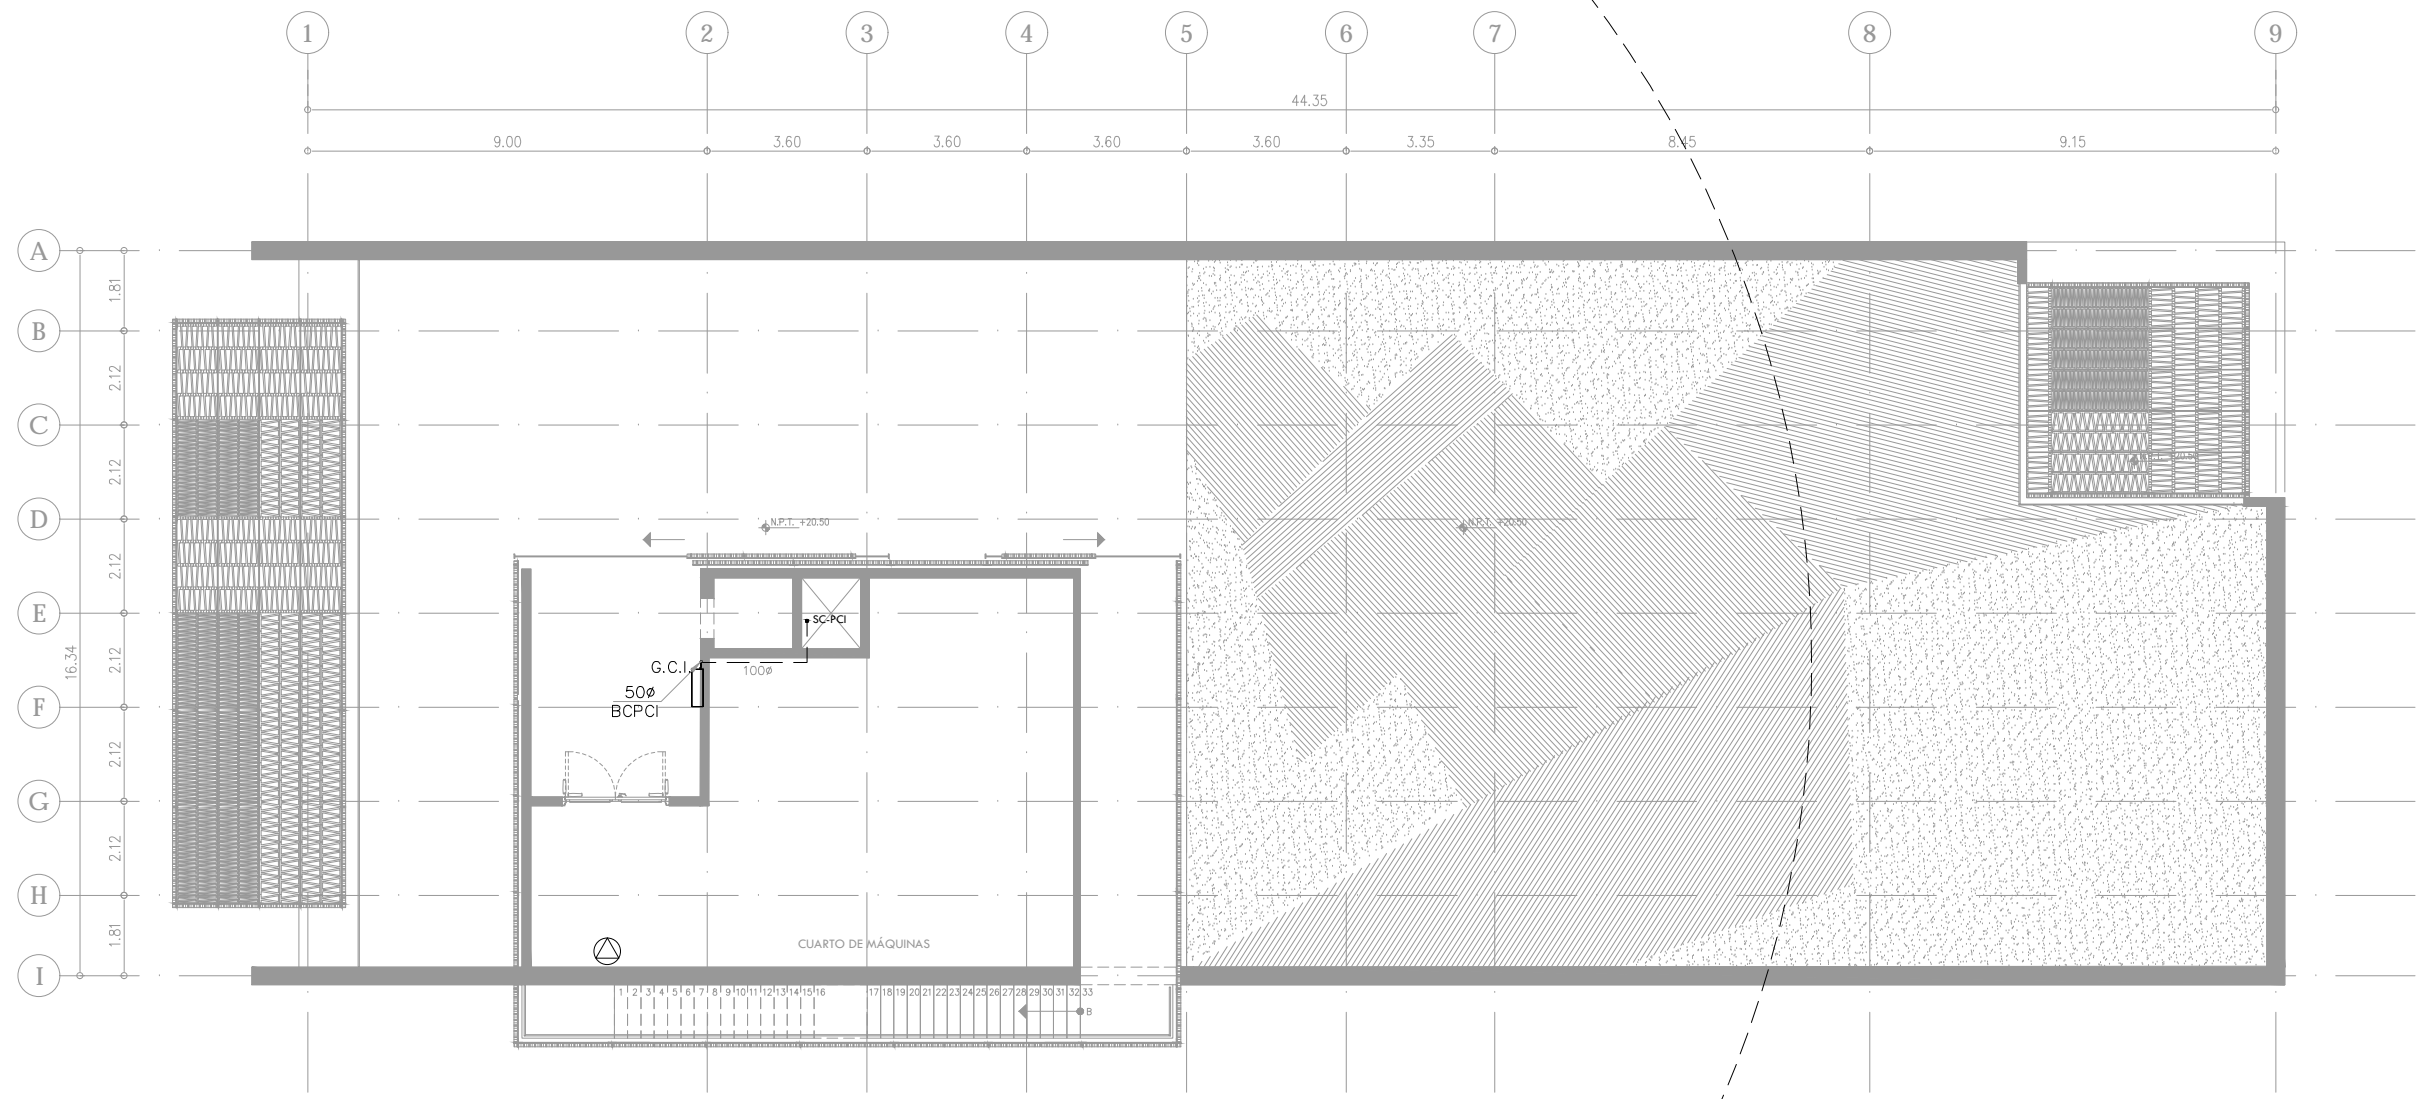 1 2 3 4 5 6 7 8 9
44.35
9.00 3.60 3.60 3.60 3.60 3.35 8.45 9.15
A
1.81
B
2.12
C
2.12
D
N.P.T. +20.50 N.P.T. +20.50
2.12
E
SC-PCI
2.12
16.34
G.C.I.
100ø
50ø
F
BCPCI
2.12
G
2.12
H
1.81
CUARTO DE MÁQUINAS
I
1 2 3 4 5 6 7 8 9 10 11 12 13 14 15 16 17 18 19 20 21 22 23 24 25 26 27 28 29 30 31 32 33
B